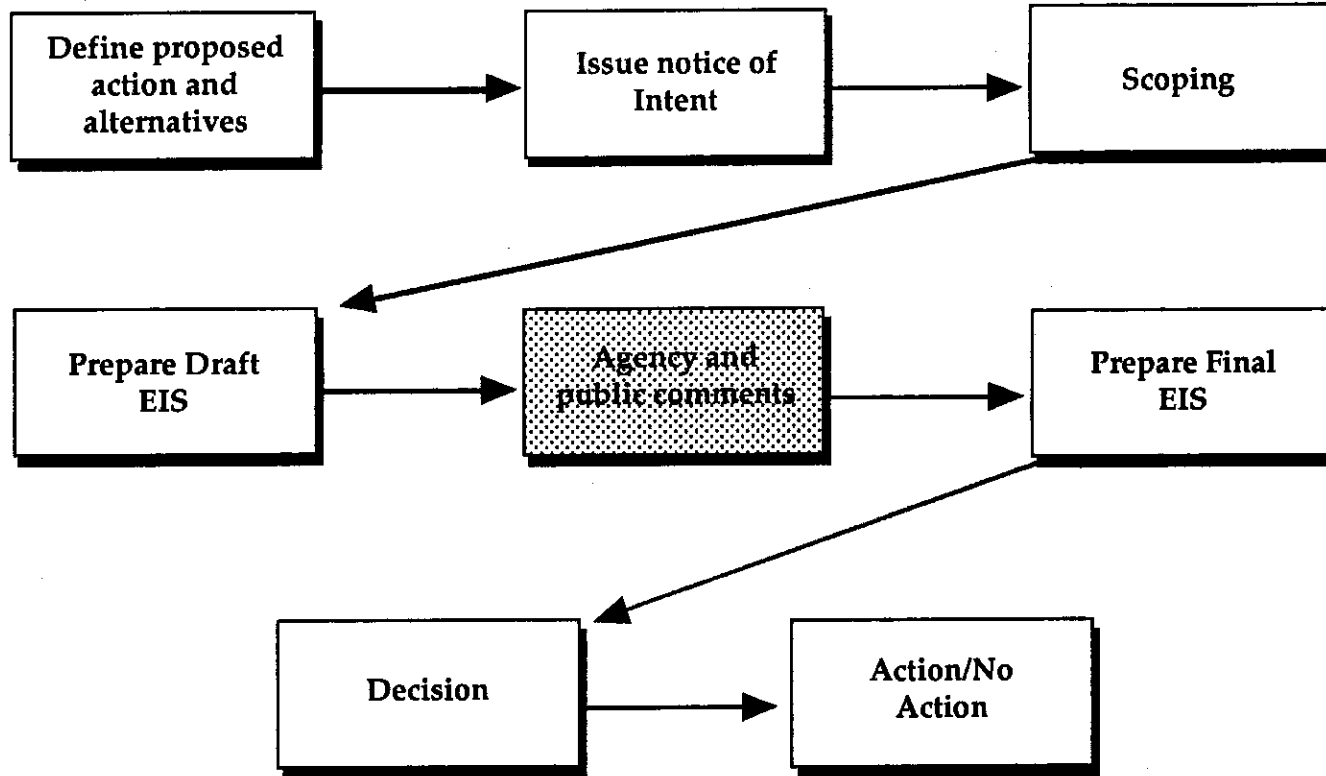 Define proposed
action and
alternatives
Issue notice of
Intent
Scoping
Prepare Draft
EIS
Agency and
public comments
Prepare Final
EIS
Decision
Action/No
Action